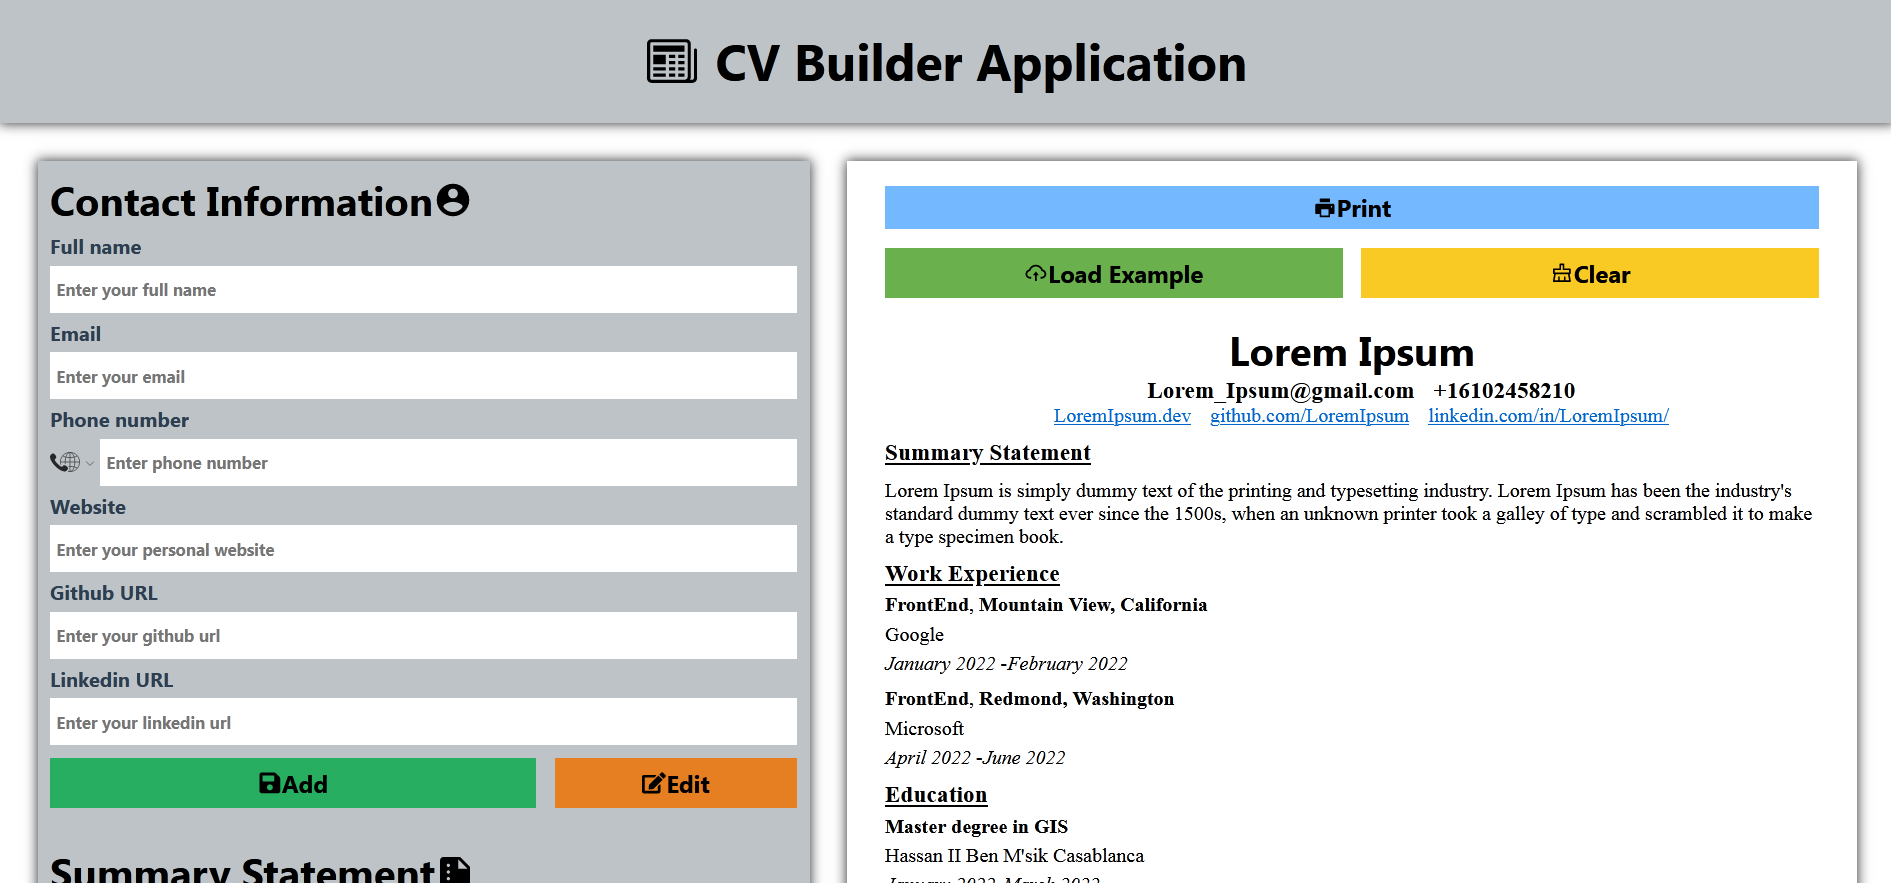 CV Builder Application
Contact Information
Full name
Enter your full name
Email
Enter your email
Phone number
Enter phone number
Website
Enter your personal website
Github URL
Enter your github url
Linkedin URL
Enter your linkedin url
Add
Edit
Summary Statement
Print
Load Example
Clear
Lorem Ipsum
Lorem_Ipsum@gmail.com +16102458210
LoremIpsum.dev github.com/LoremIpsum linkedin.com/in/LoremIpsum/
Summary Statement
Lorem Ipsum is simply dummy text of the printing and typesetting industry. Lorem Ipsum has been the industry's
standard dummy text ever since the 1500s, when an unknown printer took a galley of type and scrambled it to make
a type specimen book.
Work Experience
FrontEnd, Mountain View, California
Google
January 2022 -February 2022
FrontEnd, Redmond, Washington
Microsoft
April 2022 -June 2022
Education
Master degree in GIS
Hassan II Ben M'sik Casablanca
January 2022-March 2022